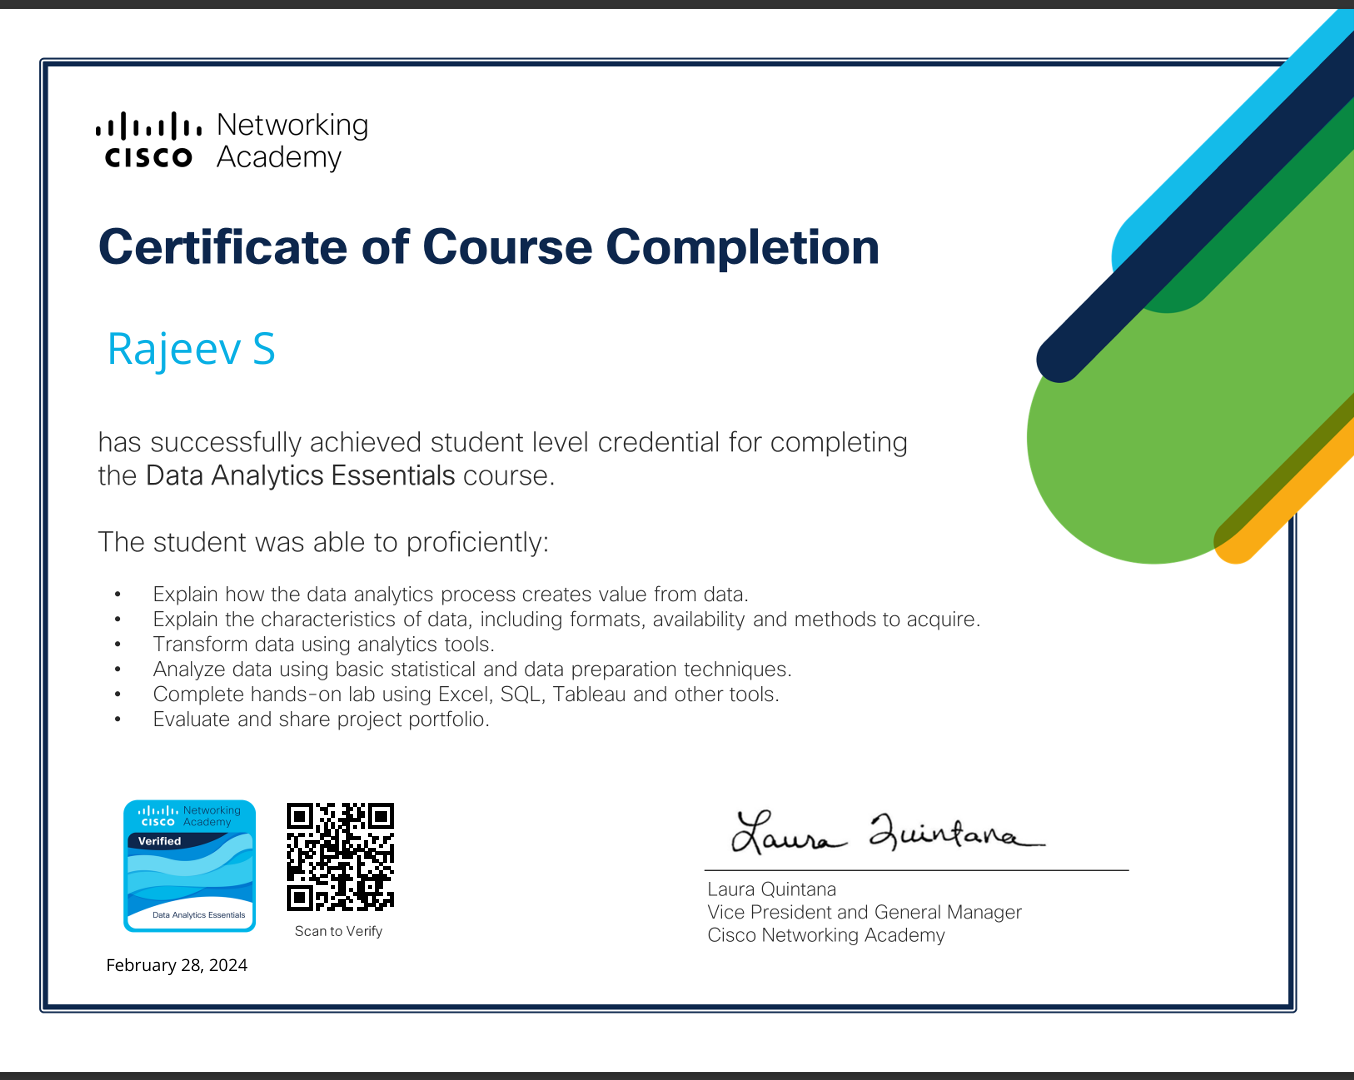 CISCO Networking
Academy
Certificate of Course Completion
Rajeev S
has successfully achieved student level credential for completing
the Data Analytics Essentials course.
The student was able to proficiently:
• Explain how the data analytics process creates value from data.
• Explain the characteristics of data, including formats, availability and methods to acquire.
• Transform data using analytics tools.
• Analyze data using basic statistical and data preparation techniques.
• Complete hands-on lab using Excel, SQL, Tableau and other tools.
• Evaluate and share project portfolio.
CISCO Networking
Academy
Verified
Data Analytics Essentials
Scan to Verify
February 28, 2024
Laura Quintana
Laura Quintana
Vice President and General Manager
Cisco Networking Academy